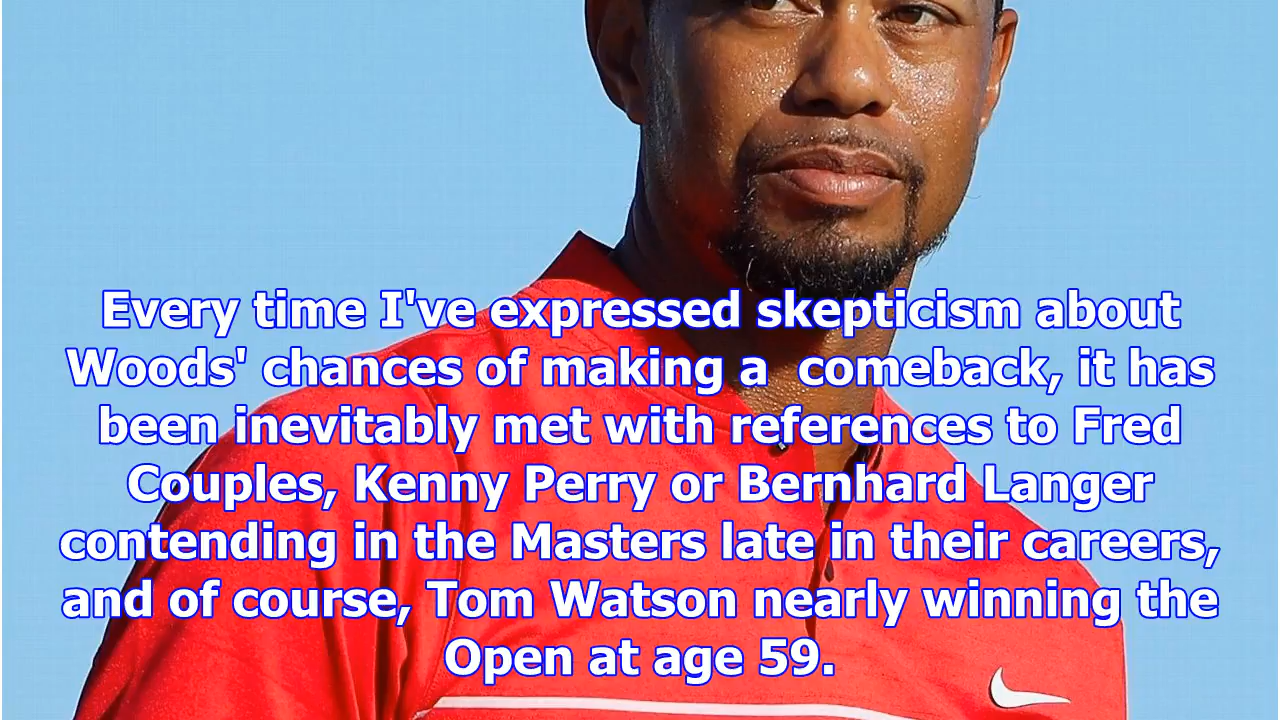 Every time I've expressed skepticism about
Woods' chances of making a  comeback, it has
been inevitably met with references to Fred
Couples, Kenny Perry or Bernhard Langer
contending in the Masters late in their careers,
and of course, Tom Watson nearly winning the
Open at age 59.